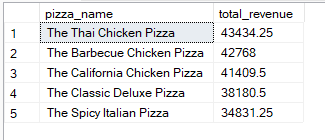 pizza_name total_revenue
1 The Thai Chicken Pizza 43434.25
2 The Barbecue Chicken Pizza 42768
3 The California Chicken Pizza 41409.5
4 The Classic Deluxe Pizza 38180.5
5 The Spicy Italian Pizza 34831.25